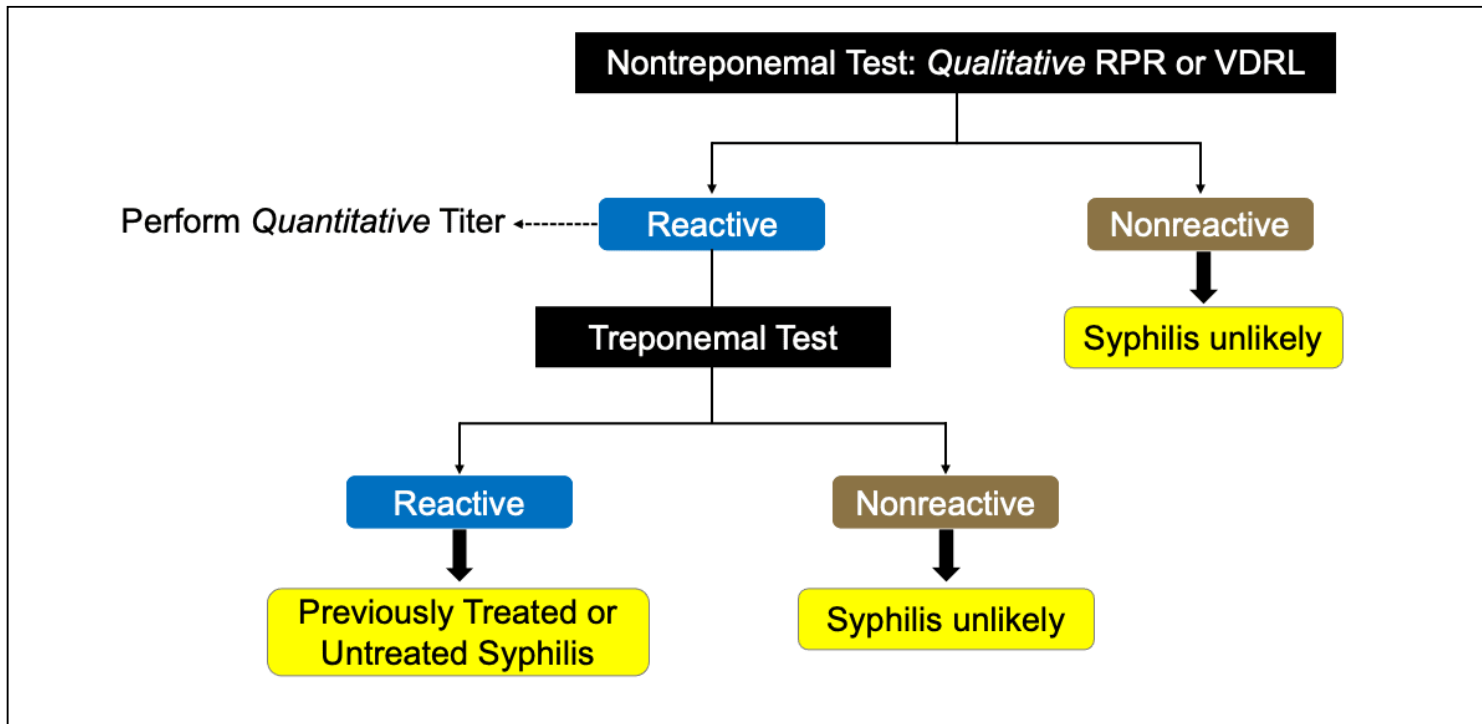 Nontreponemal Test: Qualitative RPR or VDRL
Perform Quantitative Titer
Reactive
Nonreactive
Treponemal Test
Syphilis unlikely
Reactive
Nonreactive
Previously Treated or
Untreated Syphilis
Syphilis unlikely